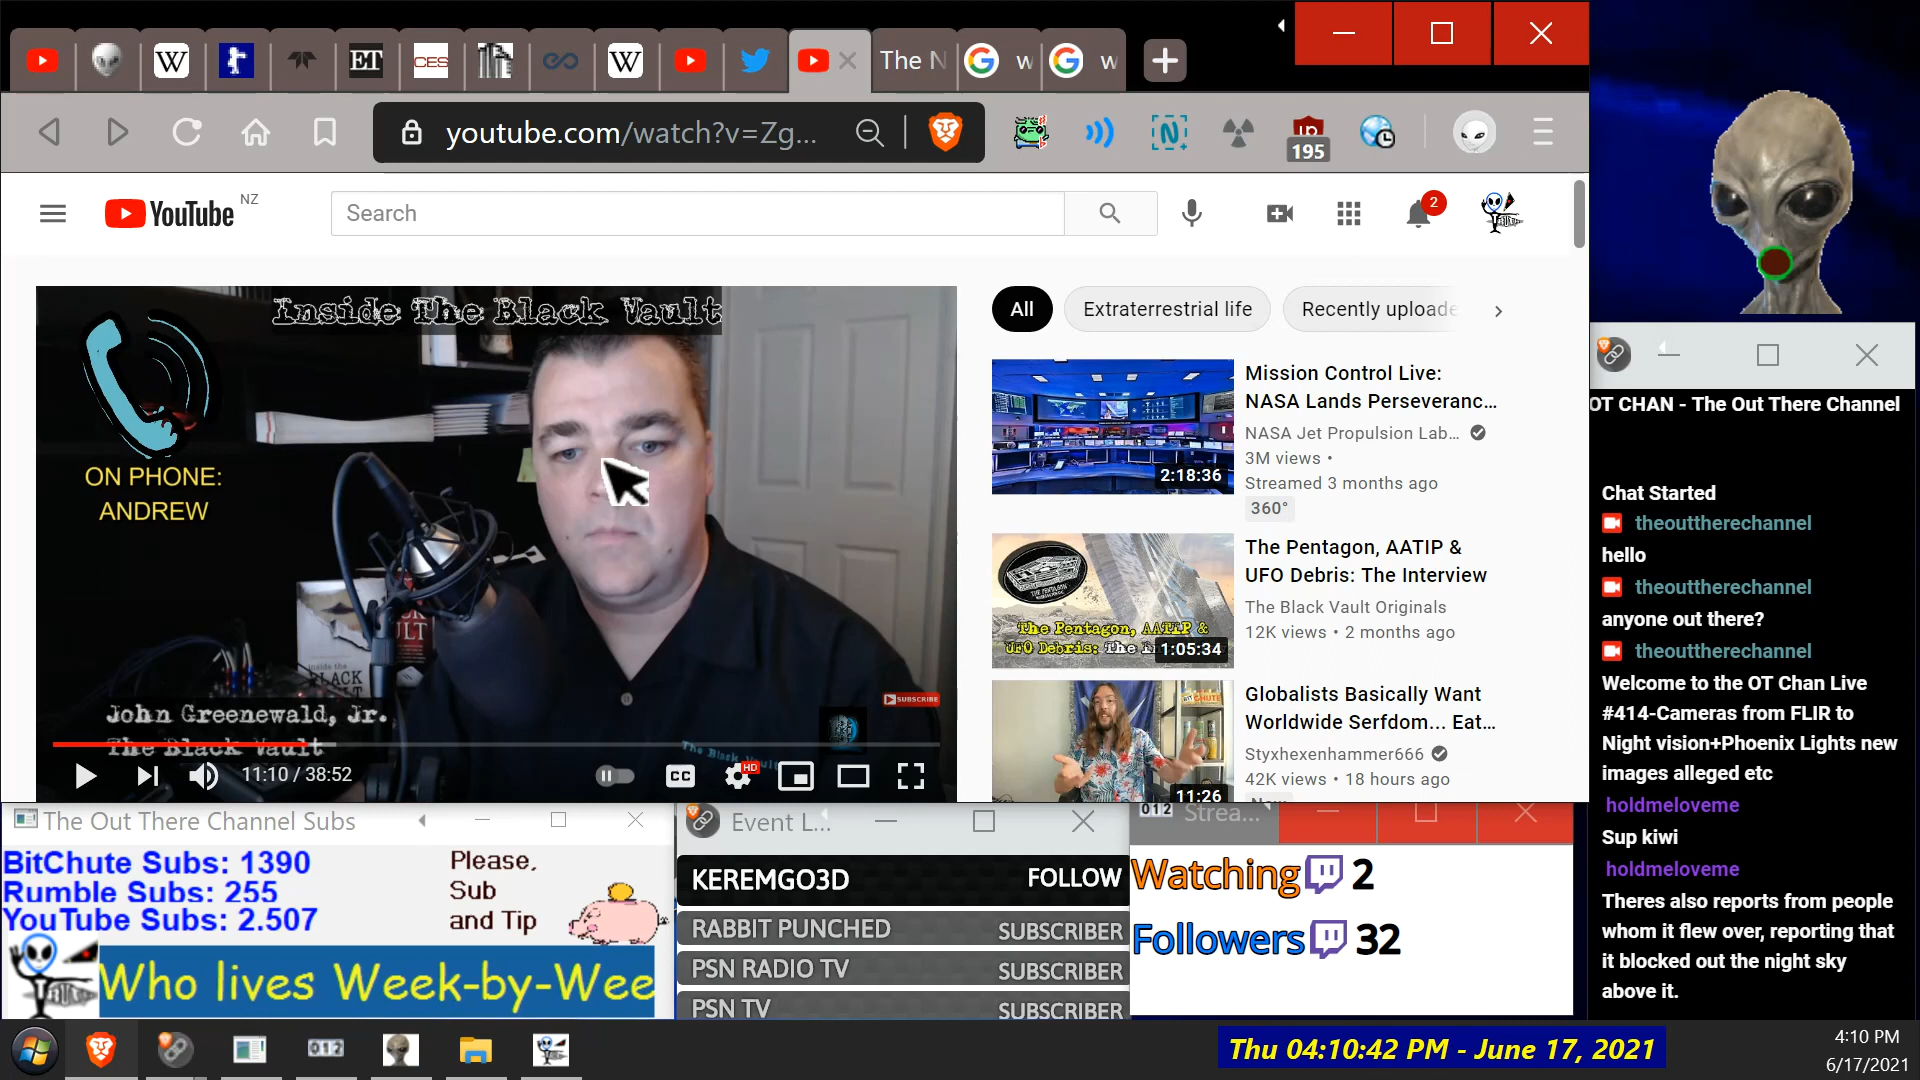 ET
CES
The N
w
w
youtube.com/watch?v=Zg...
195
YouTube NZ
Search
2
Inside The Black Vault
ON PHONE:
ANDREW
John Greenewald, Jr.
The Black Vault
SUBSCRIBE
11:10 / 38:52
CC
HD
All
Extraterrestrial life
Recently uploade
Mission Control Live:
NASA Lands Perseveranc...
NASA Jet Propulsion Lab...
3M views •
Streamed 3 months ago
360°
2:18:36
The Pentagon, AATIP &
UFO Debris: The Interview
The Black Vault Originals
12K views • 2 months ago
1:05:34
Globalists Basically Want
Worldwide Serfdom... Eat...
Styxhexenhammer666
42K views • 18 hours ago
11:26
OT CHAN - The Out There Channel
Chat Started
theouttherechannel
hello
theouttherechannel
anyone out there?
theouttherechannel
Welcome to the OT Chan Live
#414-Cameras from FLIR to
Night vision+Phoenix Lights new
images alleged etc
holdmeloveme
Sup kiwi
holdmeloveme
Theres also reports from people
whom it flew over, reporting that
it blocked out the night sky
above it.
The Out There Channel Subs
BitChute Subs: 1390
Rumble Subs: 255
YouTube Subs: 2.507
Please,
Sub
and Tip
Who lives Week-by-Wee
Event L...
KEREMGO3D FOLLOW
RABBIT PUNCHED SUBSCRIBER
PSN RADIO TV SUBSCRIBER
PSN TV SUBSCRIBER
012 Strea...
Watching 2
Followers 32
012
Thu 04:10:42 PM - June 17, 2021
4:10 PM
6/17/2021